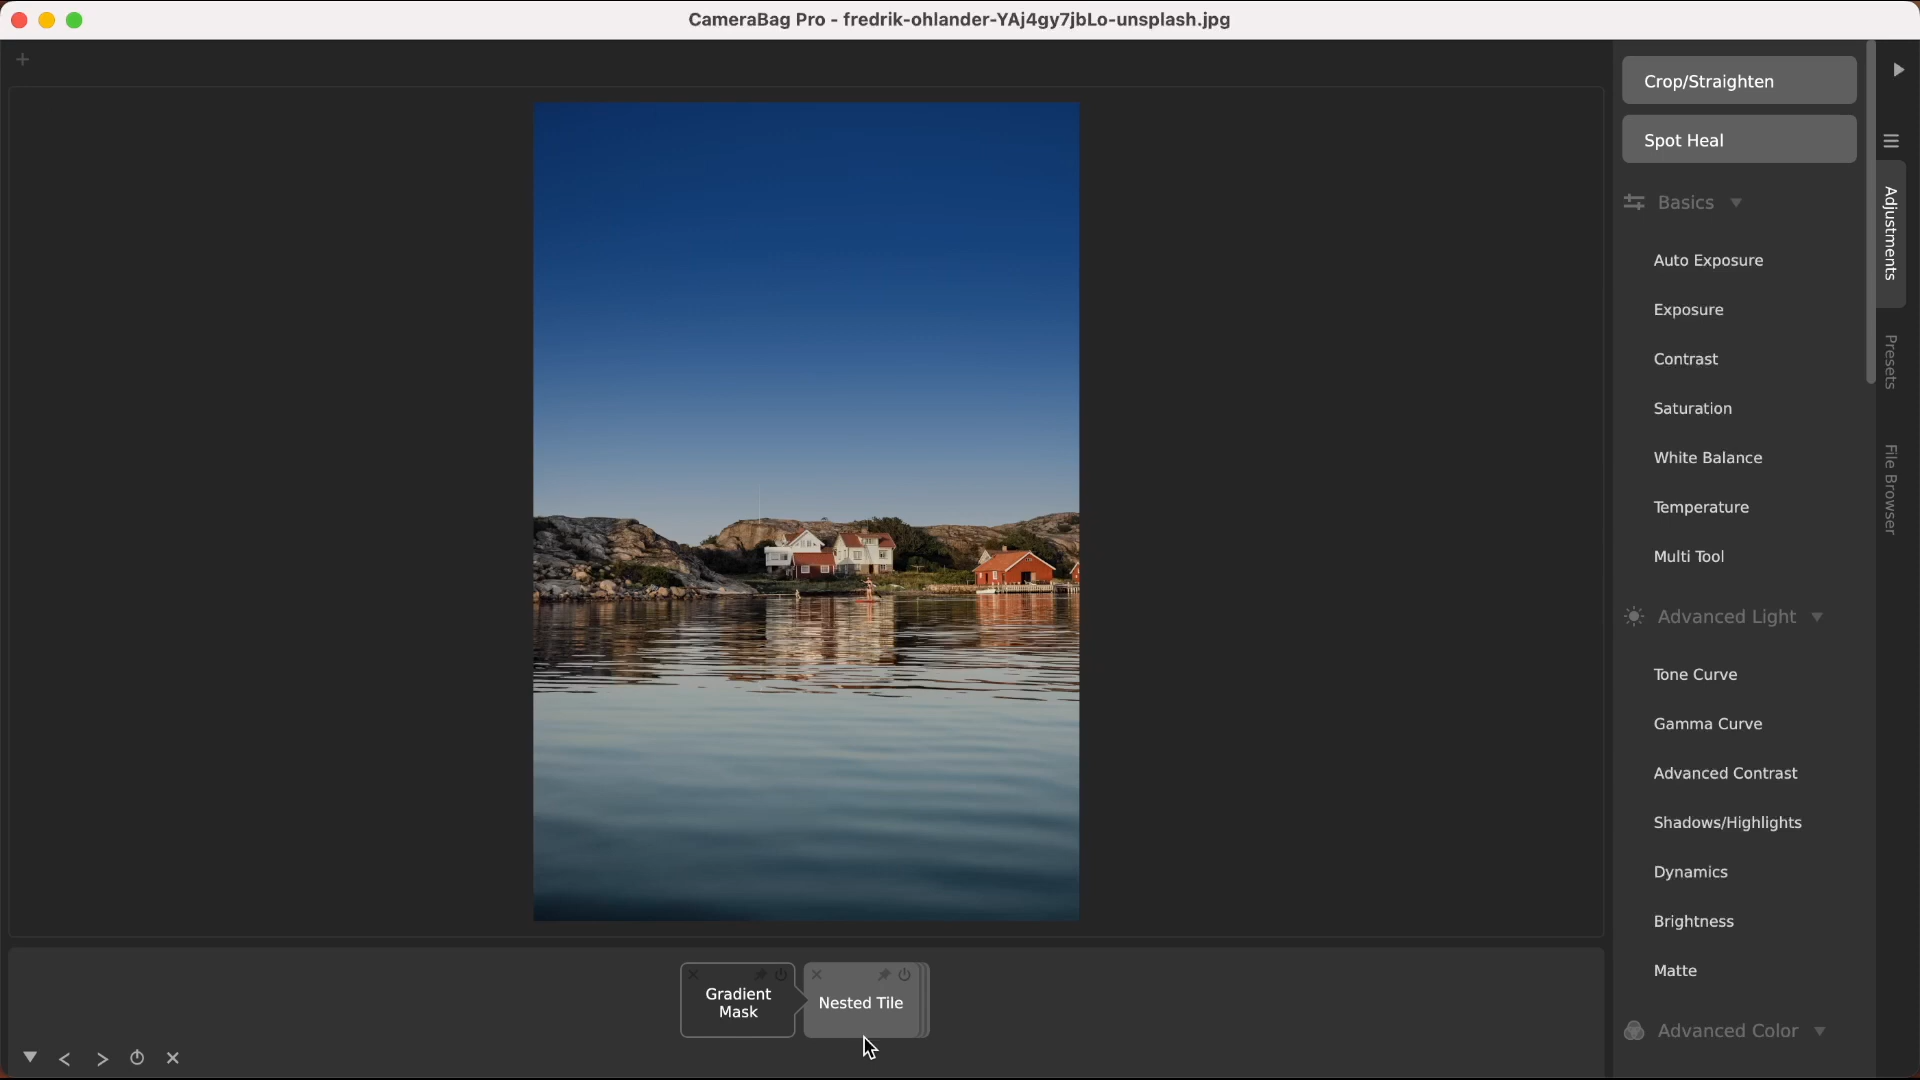 CameraBag Pro - fredrik-ohlander-YAj4gy7jbLo-unsplash.jpg
Crop/Straighten
Spot Heal
Basics
Auto Exposure
Exposure
Contrast
Saturation
White Balance
Temperature
Multi Tool
Advanced Light
Tone Curve
Gamma Curve
Advanced Contrast
Shadows/Highlights
Dynamics
Brightness
Matte
Advanced Color
Adjustments
Presets
File Browser
Gradient
Mask
Nested Tile